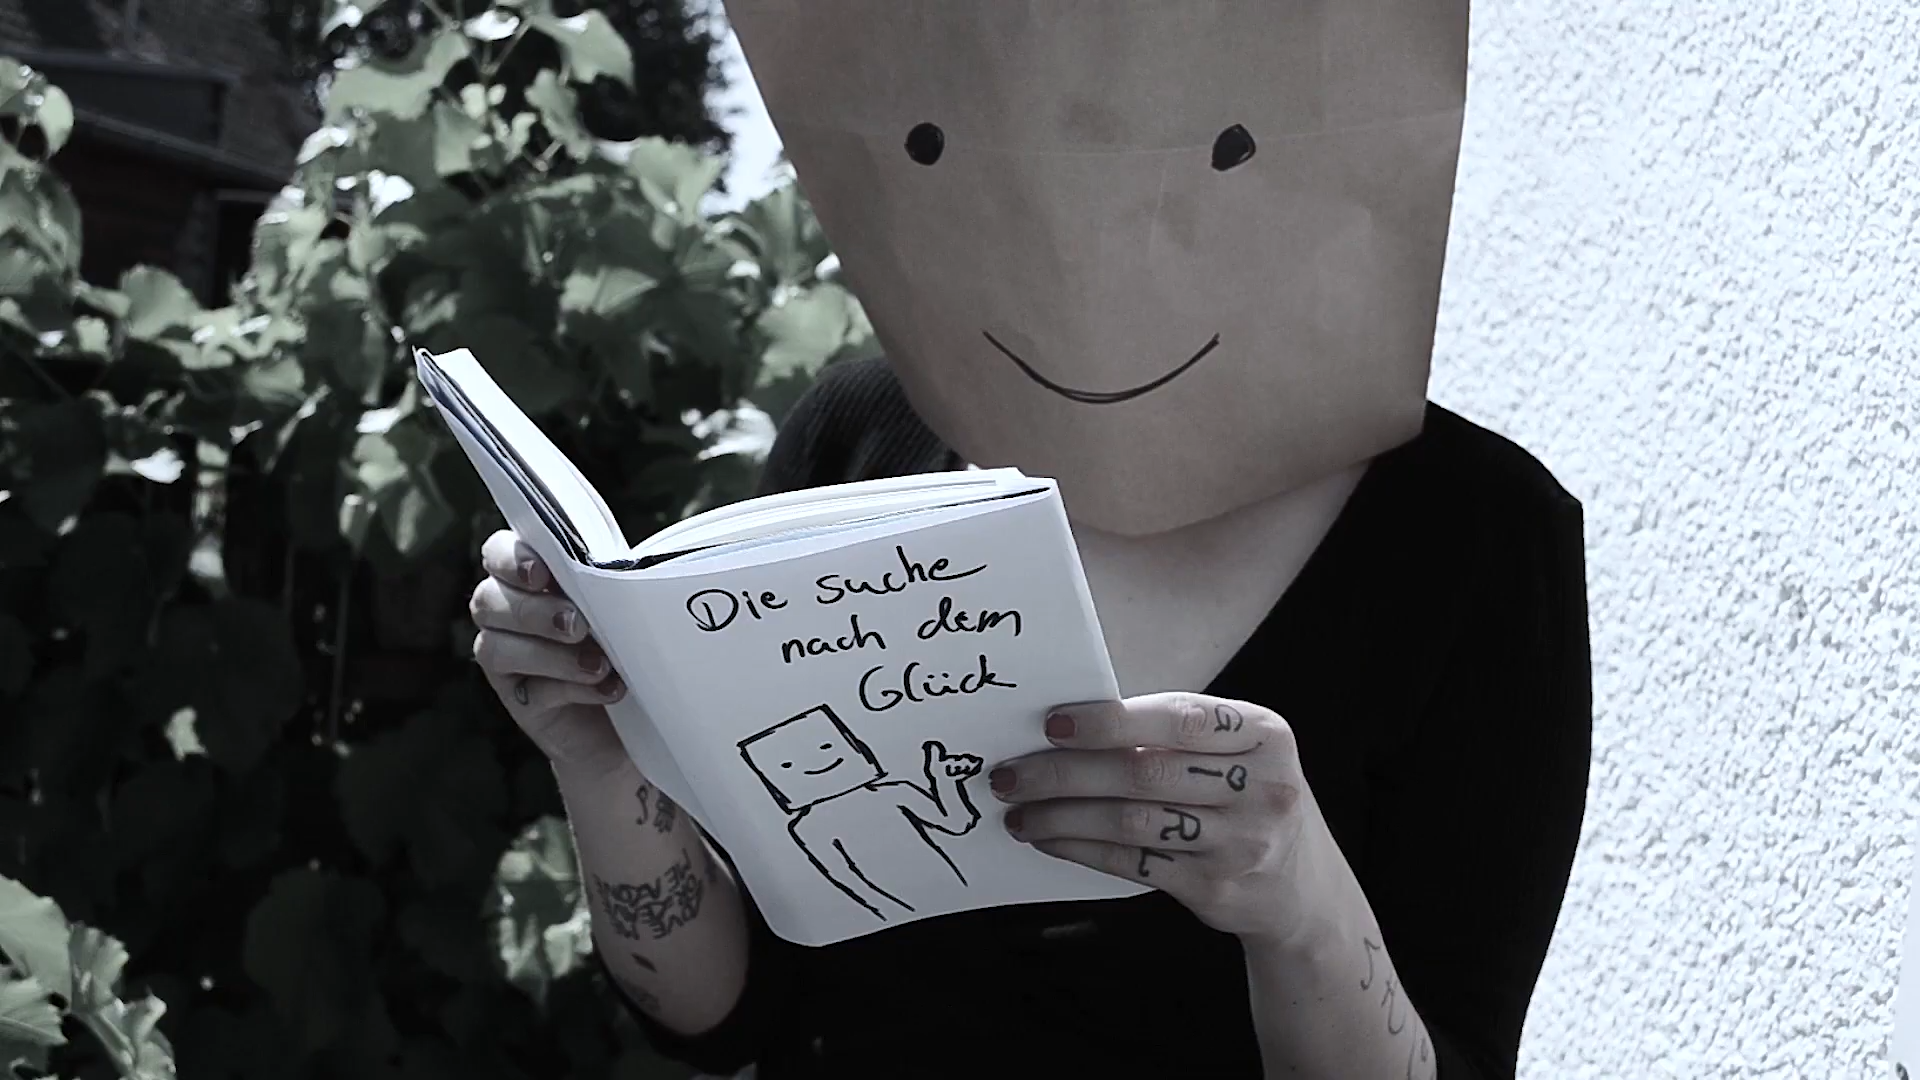 Die suche
nach dem
Glück
G
i
R
L